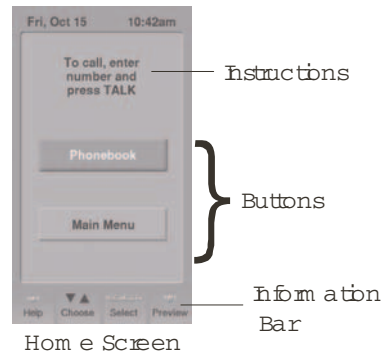 Fri, Oct 15 10:42am
To call, enter
number and
press TALK
Instructions
Phonebook
Buttons
Main Menu
Help Choose Select Preview
Information
Bar
Home Screen